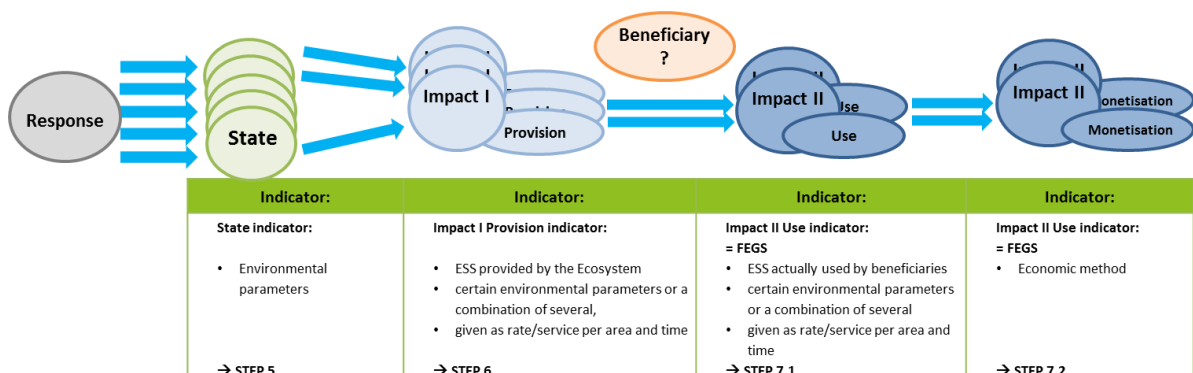 Beneficiary
?
Response
State
Impact I
Provision
Impact II
Use
Use
Impact II
Monetisation
Monetisation
Indicator:
Indicator:
Indicator:
Indicator:
State indicator:
• Environmental
parameters
→ STEP 5
Impact I Provision indicator:
• ESS provided by the Ecosystem
• certain environmental parameters or a
combination of several,
• given as rate/service per area and time
→ STEP 6
Impact II Use indicator:
= FEGS
• ESS actually used by beneficiaries
• certain environmental parameters
or a combination of several
• given as rate/service per area and
time
→ STEP 7.1
Impact II Use indicator:
= FEGS
• Economic method
→ STEP 7.2